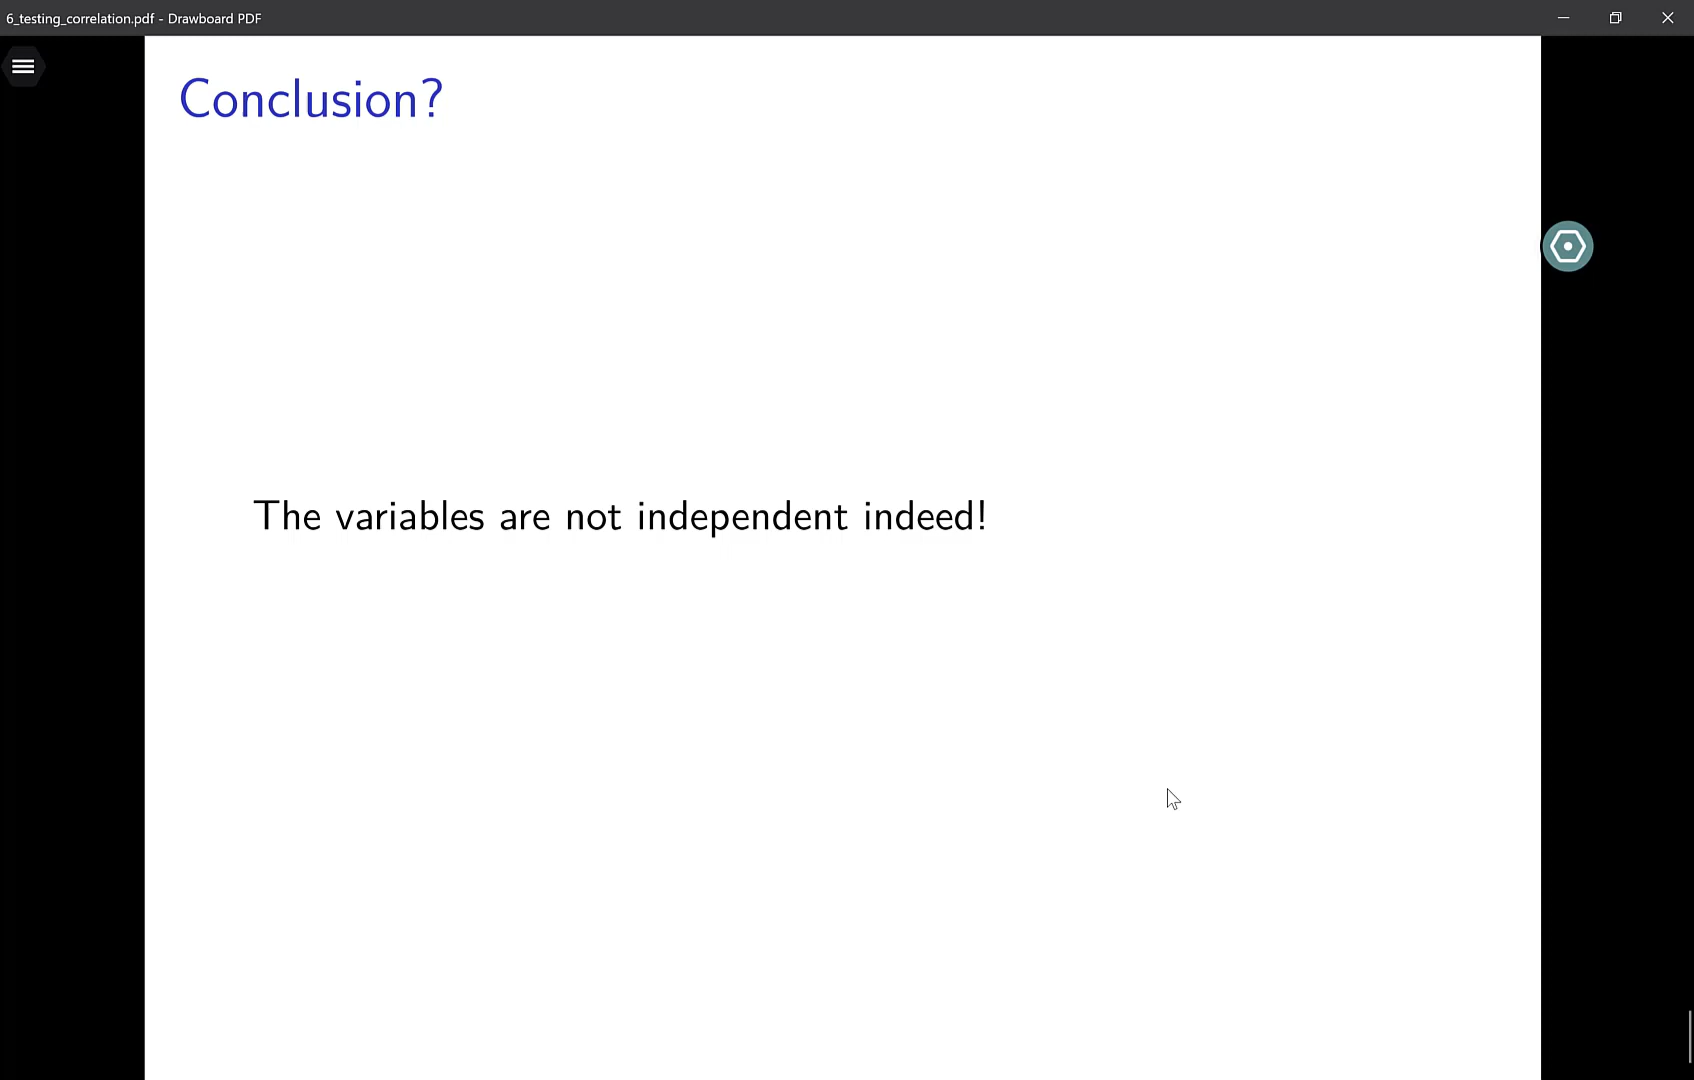 6_testing_correlation.pdf - Drawboard PDF
Conclusion?
The variables are not independent indeed!